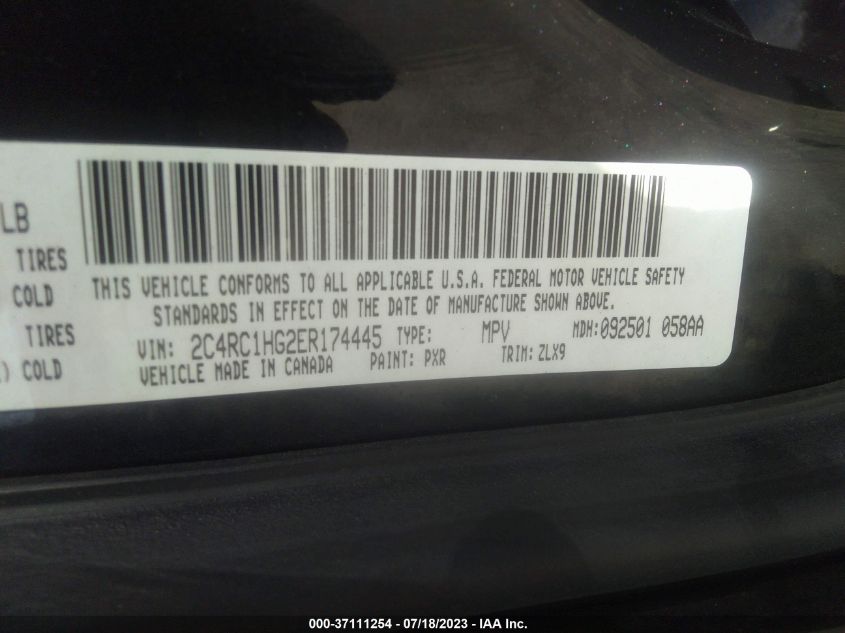 LB
TIRES
COLD
TIRES
) COLD
THIS VEHICLE CONFORMS TO ALL APPLICABLE U.S.A. FEDERAL MOTOR VEHICLE SAFETY
STANDARDS IN EFFECT ON THE DATE OF MANUFACTURE SHOWN ABOVE.
VIN: 2C4RC1HG2ER174445 TYPE: MPV MDH:092501 058AA
VEHICLE MADE IN CANADA PAINT: PXR TRIM: ZLX9
000-37111254 - 07/18/2023 - IAA Inc.